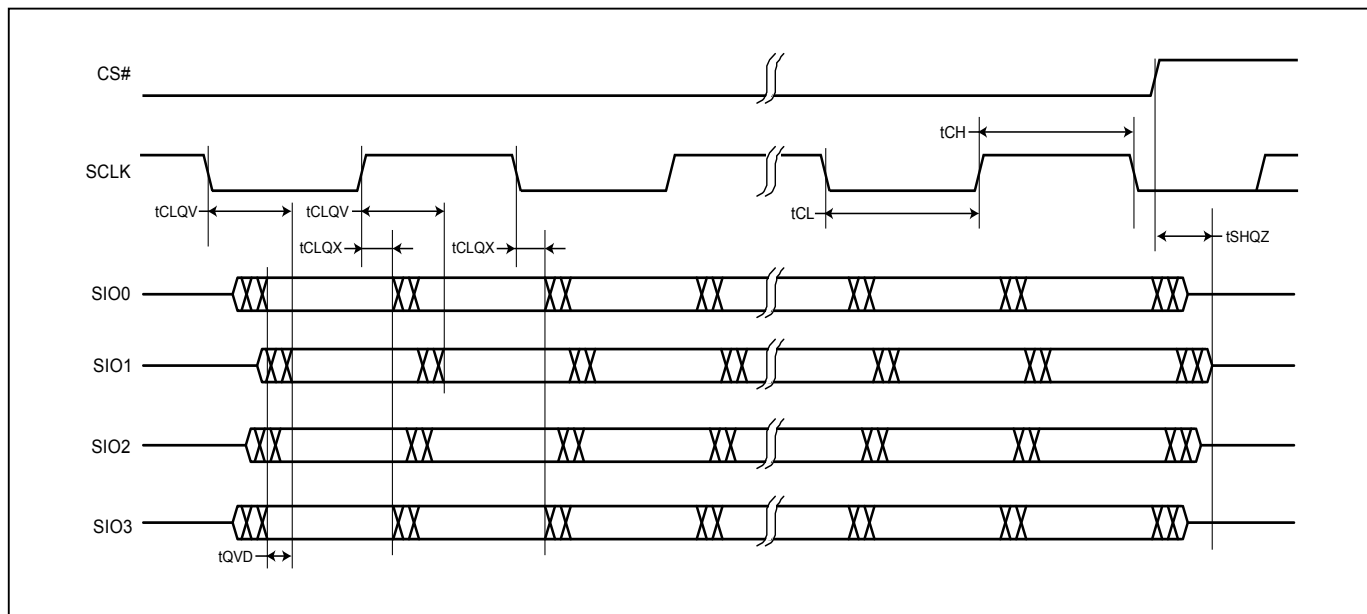 CS#
tCH
SCLK
tCLQV
tCLQV
tCL
tSHQZ
tCLQX
tCLQX
SIO0
SIO1
SIO2
SIO3
tQVD